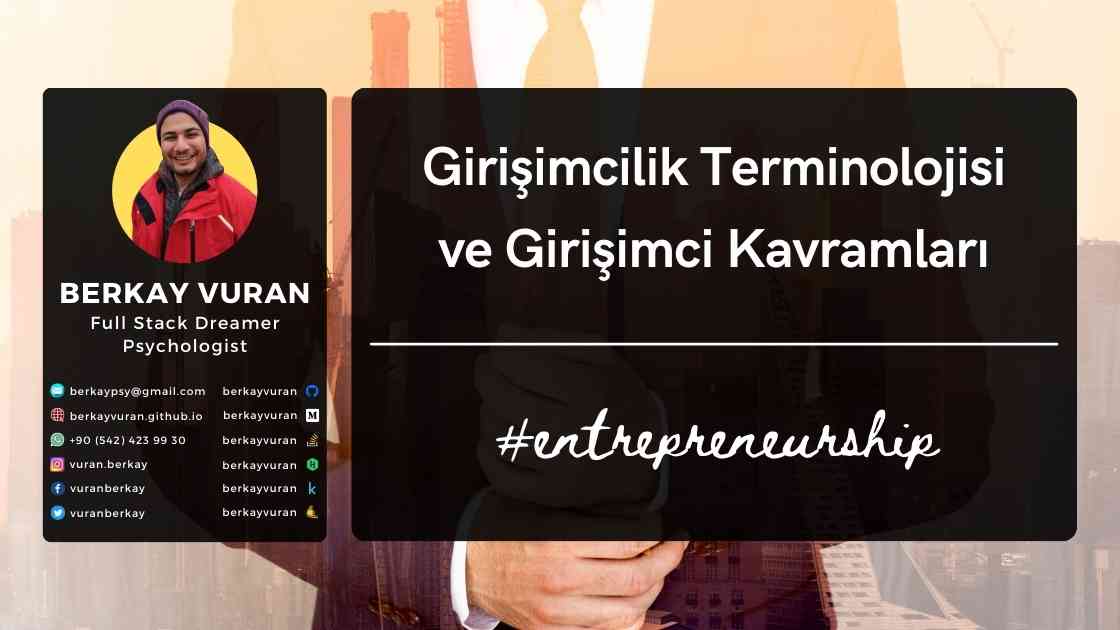 BERKAY VURAN
Full Stack Dreamer
Psychologist
berkaypsy@gmail.com
berkayvuran
berkayvuran.github.io
berkayvuran
+90 (542) 423 99 30
berkayvuran
vuran.berkay
berkayvuran
vuranberkay
berkayvuran
vuranberkay
berkayvuran
Girişimcilik Terminolojisi
ve Girişimci Kavramları
#entrepreneurship